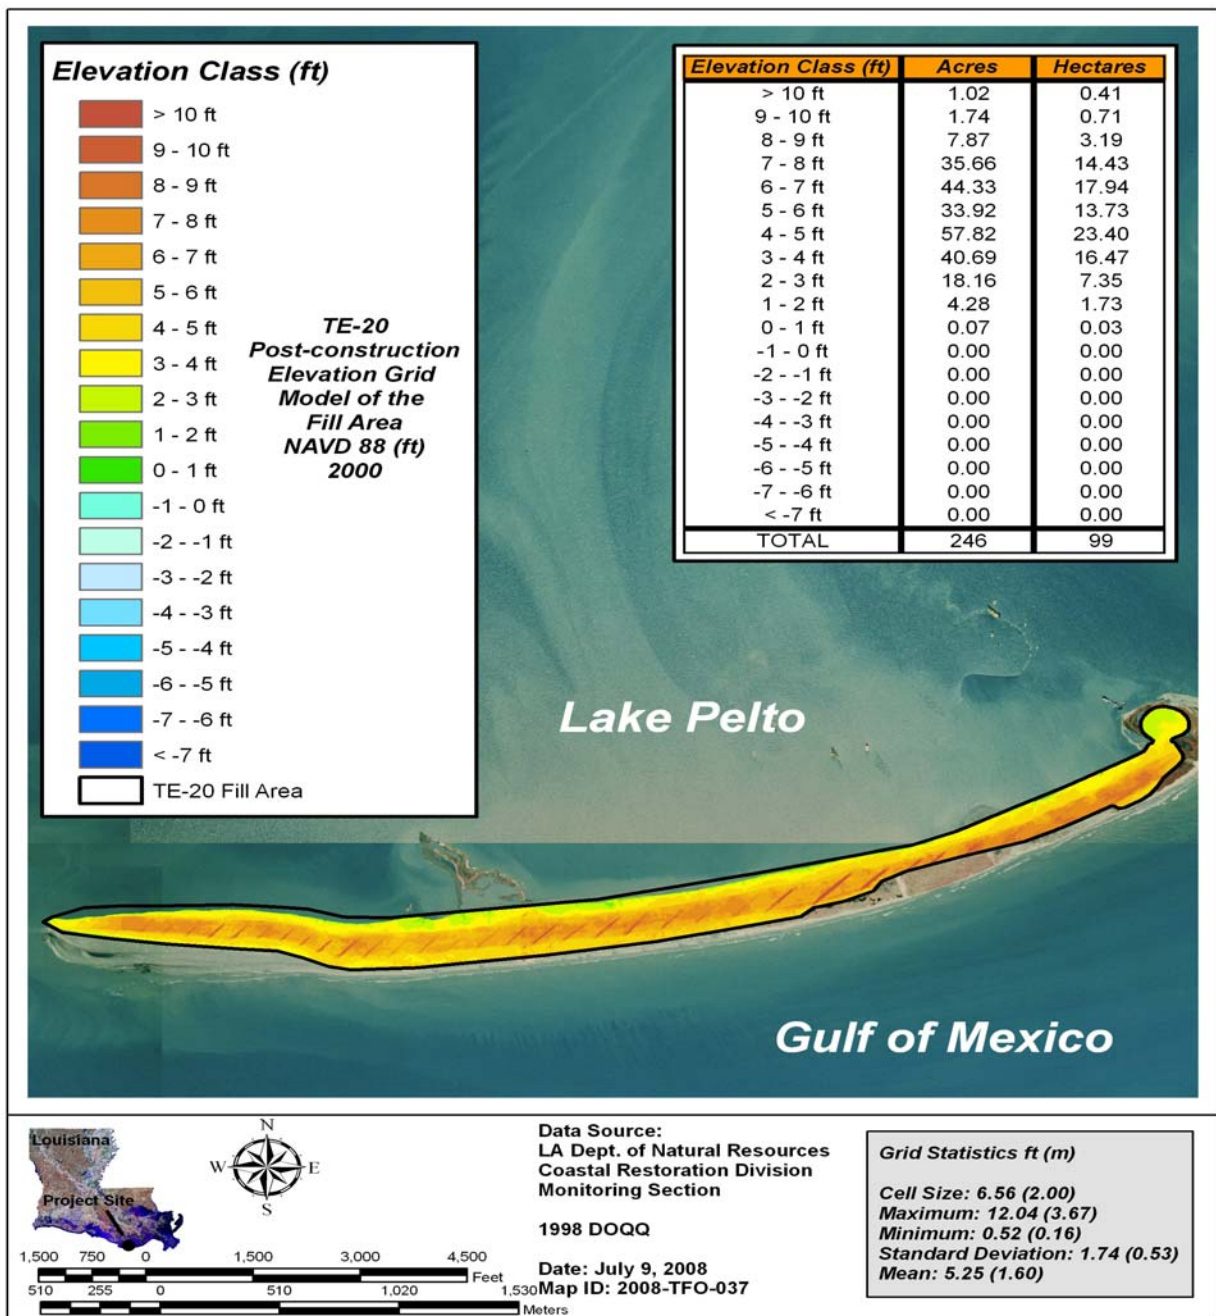 Elevation Class (ft)
> 10 ft
9 - 10 ft
8 - 9 ft
7 - 8 ft
6 - 7 ft
5 - 6 ft
4 - 5 ft
3 - 4 ft
2 - 3 ft
1 - 2 ft
0 - 1 ft
-1 - 0 ft
-2 - -1 ft
-3 - -2 ft
-4 - -3 ft
-5 - -4 ft
-6 - -5 ft
-7 - -6 ft
< -7 ft
TE-20 Fill Area
TE-20
Post-construction
Elevation Grid
Model of the
Fill Area
NAVD 88 (ft)
2000
Elevation Class (ft) Acres Hectares
> 10 ft 1.02 0.41
9 - 10 ft 1.74 0.71
8 - 9 ft 7.87 3.19
7 - 8 ft 35.66 14.43
6 - 7 ft 44.33 17.94
5 - 6 ft 33.92 13.73
4 - 5 ft 57.82 23.40
3 - 4 ft 40.69 16.47
2 - 3 ft 18.16 7.35
1 - 2 ft 4.28 1.73
0 - 1 ft 0.07 0.03
-1 - 0 ft 0.00 0.00
-2 - -1 ft 0.00 0.00
-3 - -2 ft 0.00 0.00
-4 - -3 ft 0.00 0.00
-5 - -4 ft 0.00 0.00
-6 - -5 ft 0.00 0.00
-7 - -6 ft 0.00 0.00
< -7 ft 0.00 0.00
TOTAL 246 99
Lake Pelto
Gulf of Mexico
Louisiana
Project Site
N
W E
S
1,500 750 0 1,500 3,000 4,500
Feet
510 255 0 510 1,020 1,530
Meters
Data Source:
LA Dept. of Natural Resources
Coastal Restoration Division
Monitoring Section
1998 DOQQ
Date: July 9, 2008
Map ID: 2008-TFO-037
Grid Statistics ft (m)
Cell Size: 6.56 (2.00)
Maximum: 12.04 (3.67)
Minimum: 0.52 (0.16)
Standard Deviation: 1.74 (0.53)
Mean: 5.25 (1.60)